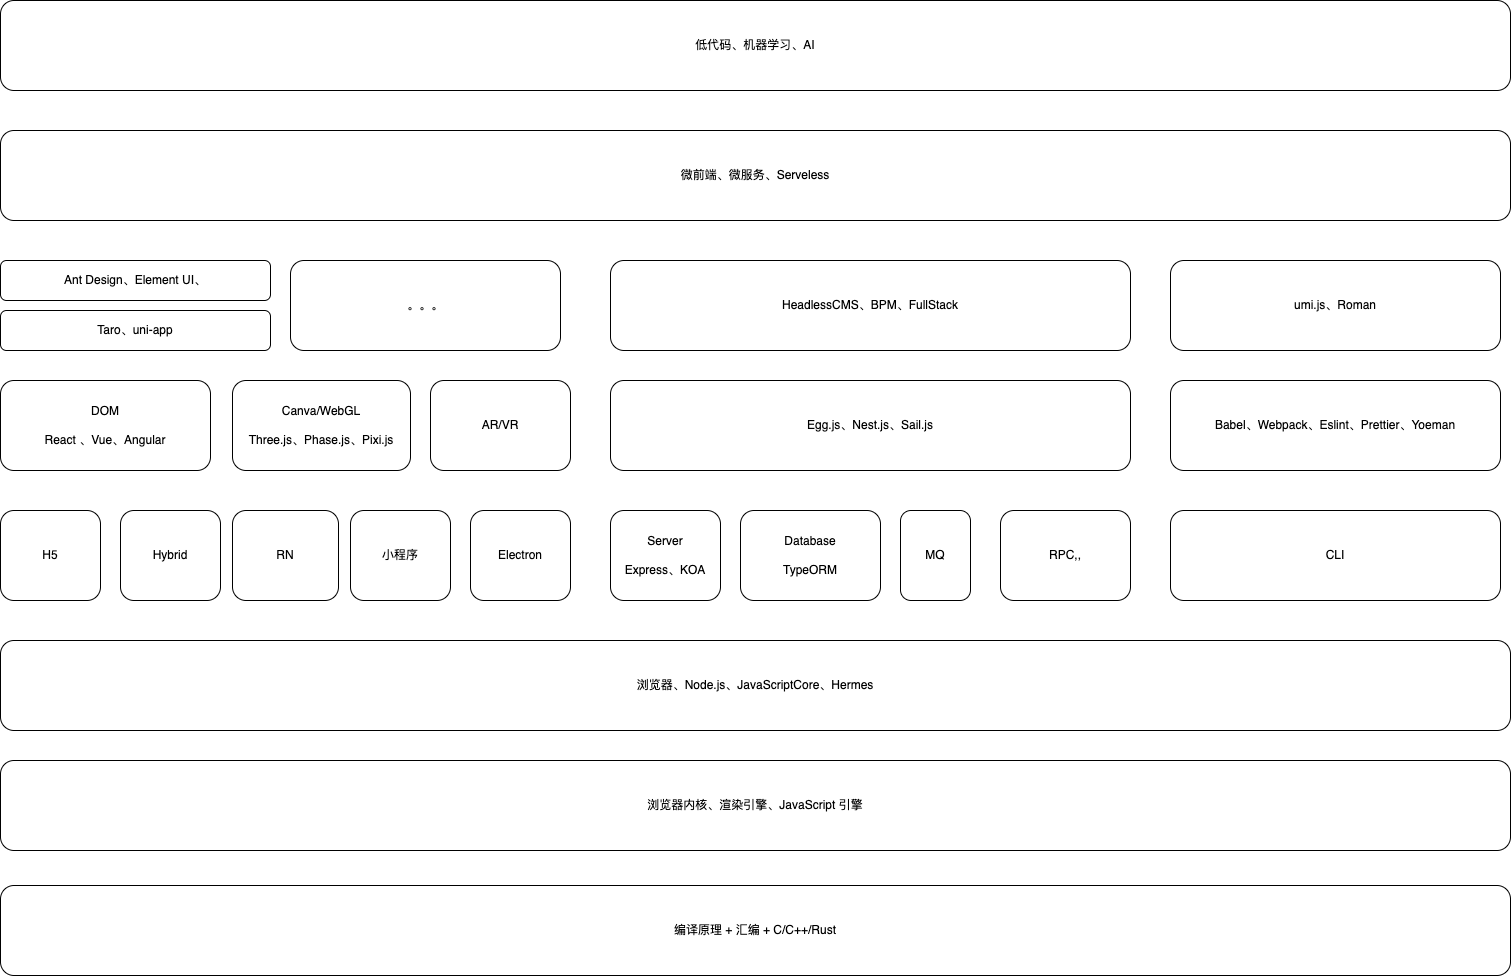 低代码、机器学习、AI
微前端、微服务、Serveless
Ant Design、Element UI、
Taro、uni-app
。。。
HeadlessCMS、BPM、FullStack
umi.js、Roman
DOM
React 、Vue、Angular
Canva/WebGL
Three.js、Phase.js、Pixi.js
AR/VR
Egg.js、Nest.js、Sail.js
Babel、Webpack、Eslint、Prettier、Yoeman
H5
Hybrid
RN
小程序
Electron
Server
Express、KOA
Database
TypeORM
MQ
RPC,,
CLI
浏览器、Node.js、JavaScriptCore、Hermes
浏览器内核、渲染引擎、JavaScript 引擎
编译原理 + 汇编 + C/C++/Rust